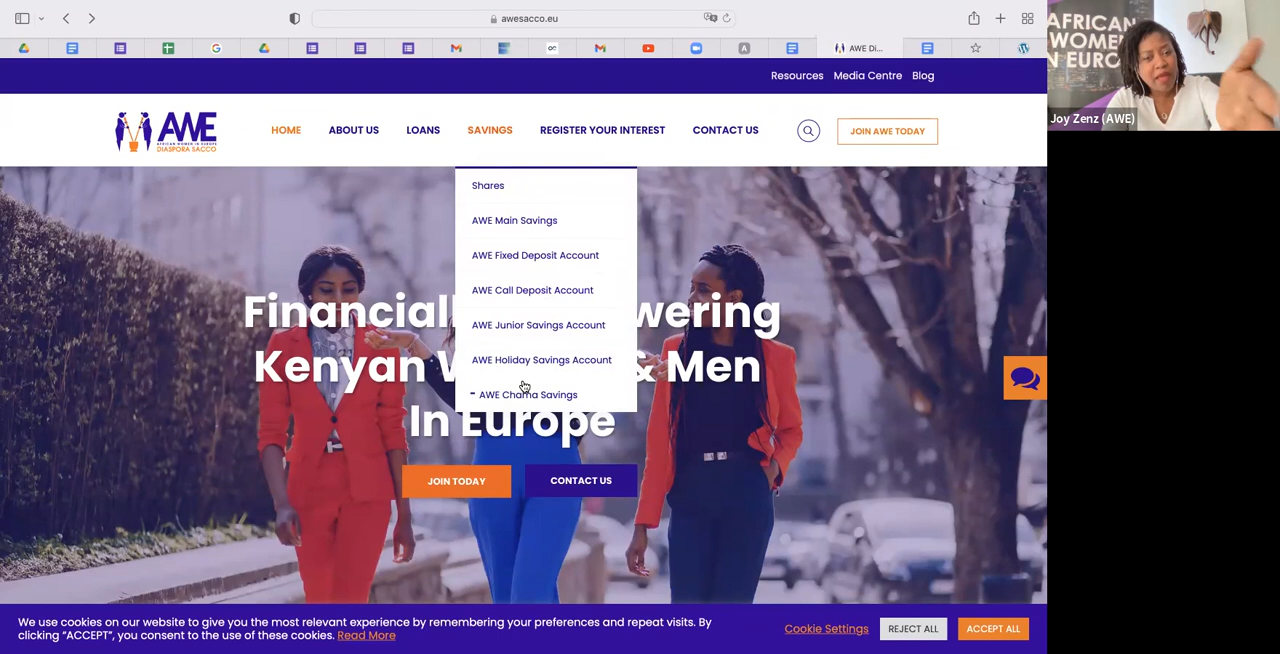 awesacco.eu
AWE Di...
Resources Media Centre Blog
AWE
AFRICAN WOMEN IN EUROPE
DIASPORA SACCO
HOME ABOUT US LOANS SAVINGS REGISTER YOUR INTEREST CONTACT US JOIN AWE TODAY
Shares
AWE Main Savings
AWE Fixed Deposit Account
AWE Call Deposit Account
AWE Junior Savings Account
AWE Holiday Savings Account
AWE Chama Savings
Financiall wering
Kenyan W & Men
In Europe
JOIN TODAY CONTACT US
We use cookies on our website to give you the most relevant experience by remembering your preferences and repeat visits. By
clicking “ACCEPT”, you consent to the use of these cookies. Read More
Cookie Settings REJECT ALL ACCEPT ALL
AFRICAN
WOMEN
N EURO
Joy Zenz (AWE)